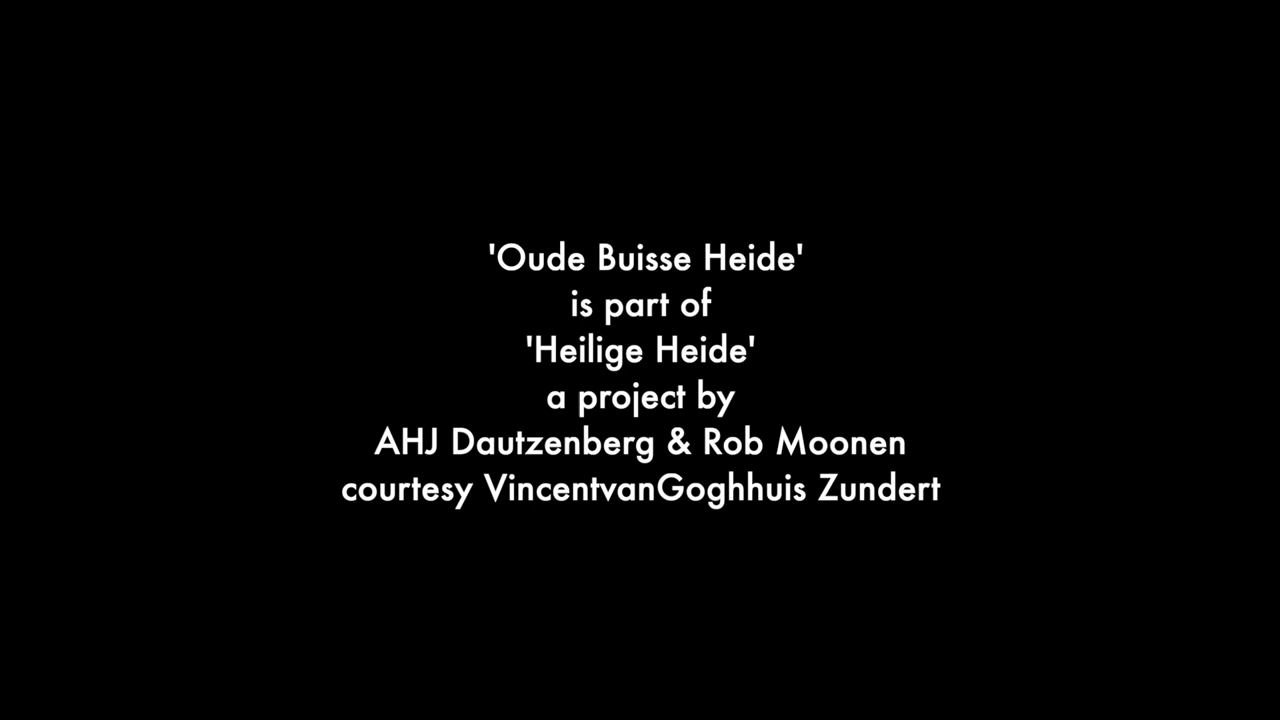 'Oude Buisse Heide'
is part of
'Heilige Heide'
a project by
AHJ Dautzenberg & Rob Moonen
courtesy VincentvanGoghhuis Zundert